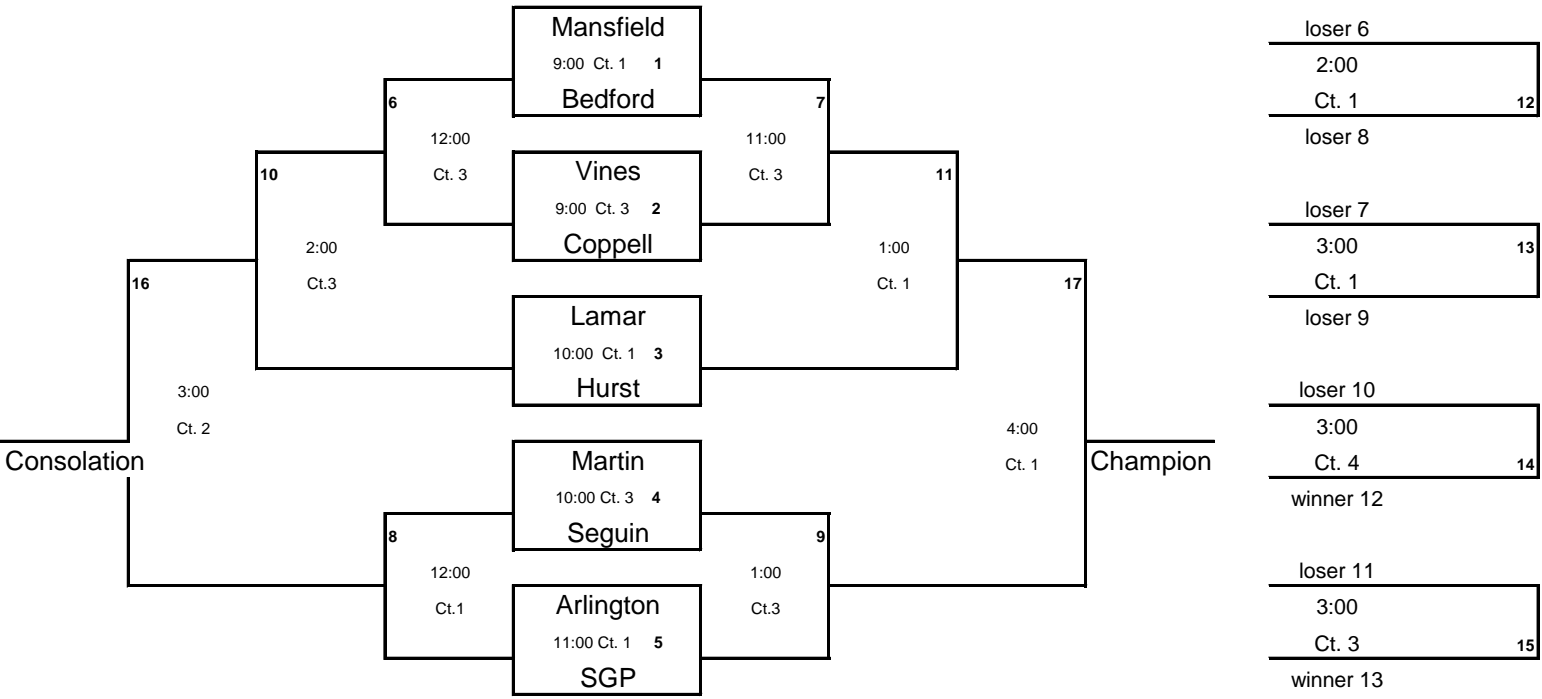 Mansfield
loser 6
9:00 Ct. 1 1
2:00
6
Bedford
7
Ct. 1
12
12:00
11:00
loser 8
10
Ct. 3
Vines
Ct. 3
11
9:00 Ct. 3 2
loser 7
2:00
Coppell
1:00
3:00
13
16
Ct.3
Ct. 1
17
Ct. 1
Lamar
loser 9
10:00 Ct. 1 3
3:00
Hurst
loser 10
Ct. 2
4:00
3:00
Consolation
Martin
Ct. 1
Champion
Ct. 4
14
10:00 Ct. 3 4
winner 12
8
Seguin
9
12:00
1:00
loser 11
Ct.1
Arlington
Ct.3
3:00
11:00 Ct. 1 5
Ct. 3
15
SGP
winner 13